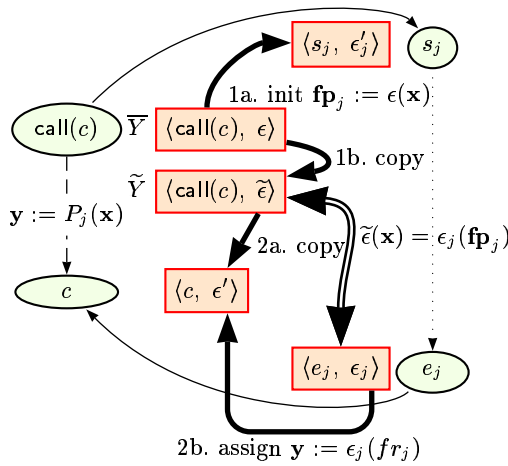 ⟨s_j, ϵ′_j⟩
s_j
1a. init fp_j := ϵ(x)
call(c)
Y̅
⟨call(c), ϵ⟩
1b. copy
Ỹ
⟨call(c), ϵ̃⟩
y := P_j(x)
2a. copy
ϵ̃(x) = ϵ_j(fp_j)
c
⟨c, ϵ′⟩
⟨e_j, ϵ_j⟩
e_j
2b. assign y := ϵ_j(fr_j)